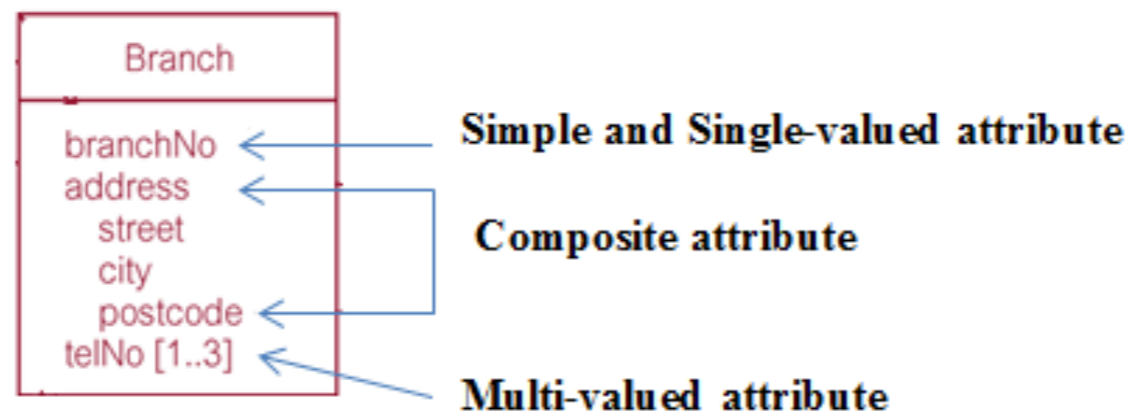 Branch
branchNo
Simple and Single-valued attribute
address
street
Composite attribute
city
postcode
telNo [1..3]
Multi-valued attribute